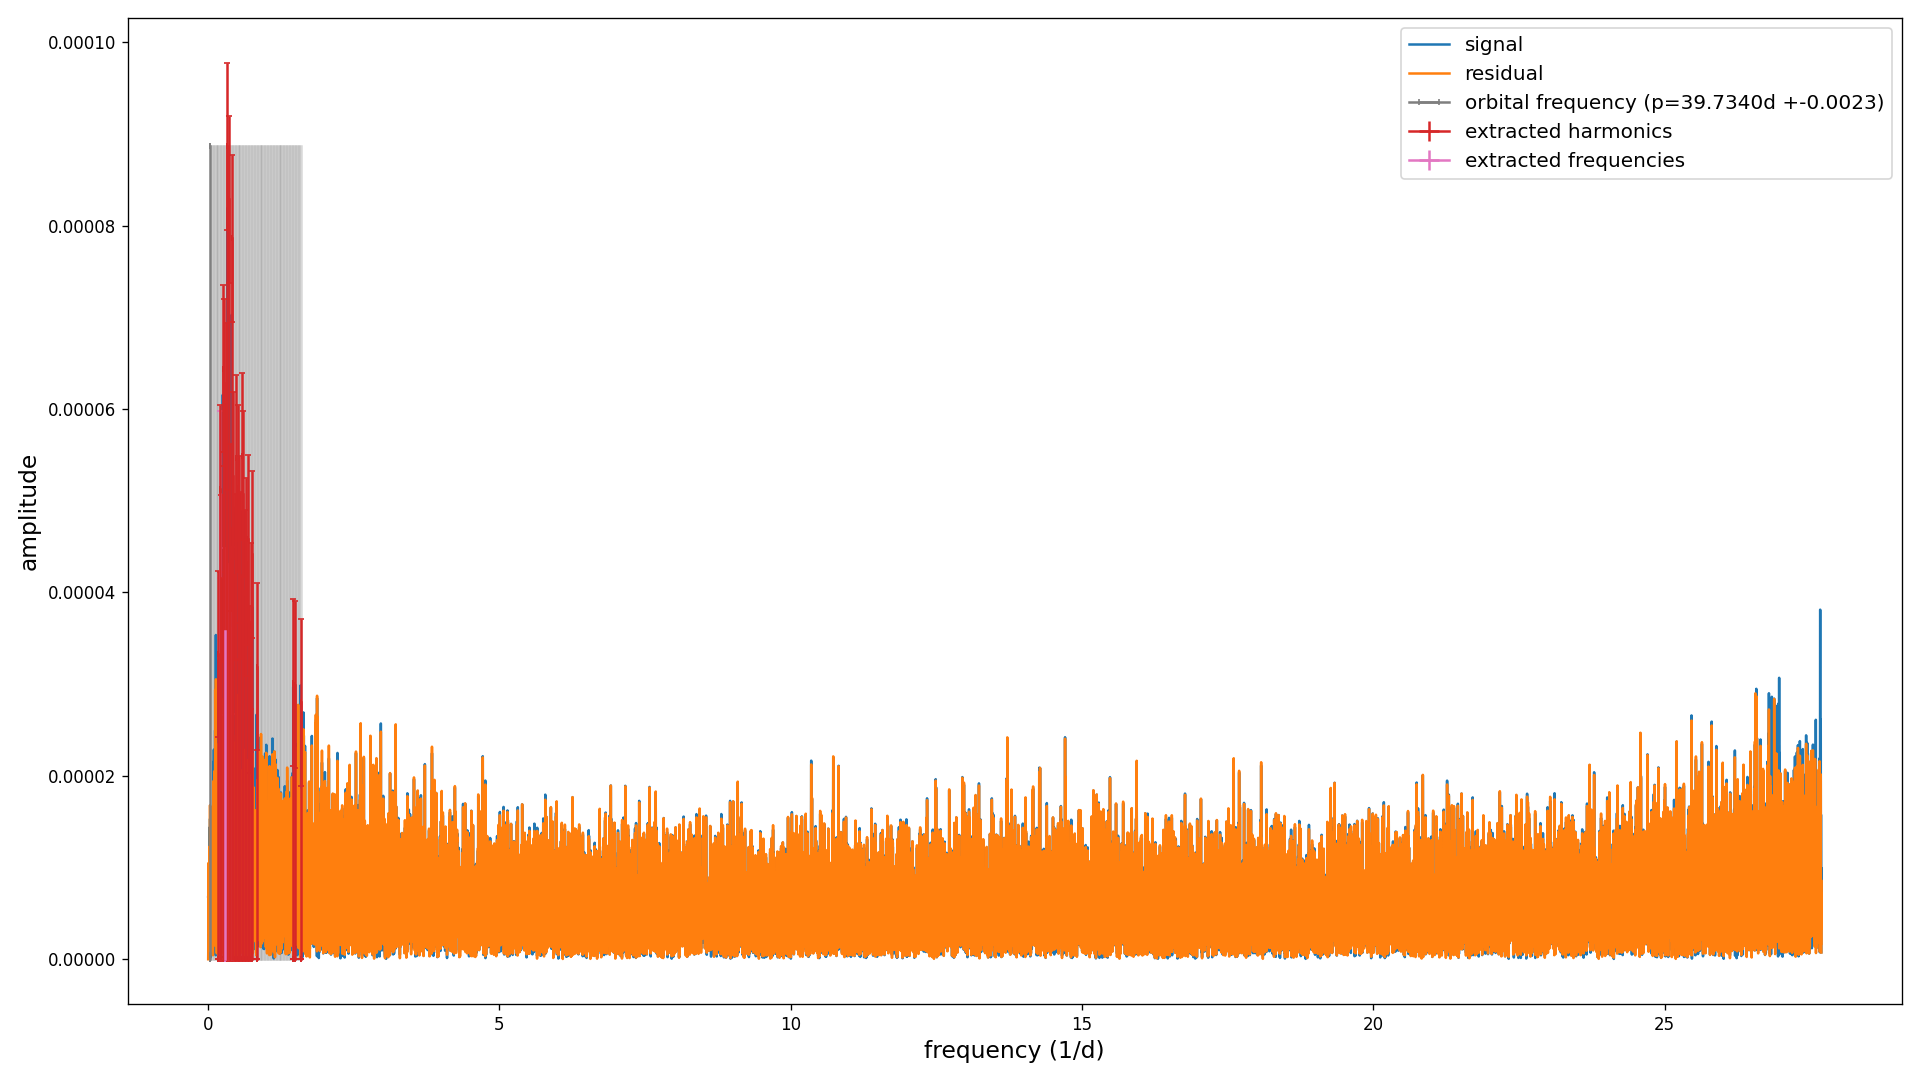 0.00010
0.00008
0.00006
0.00004
0.00002
0.00000
amplitude
0
5
10
15
20
25
frequency (1/d)
signal
residual
orbital frequency (p=39.7340d +-0.0023)
extracted harmonics
extracted frequencies